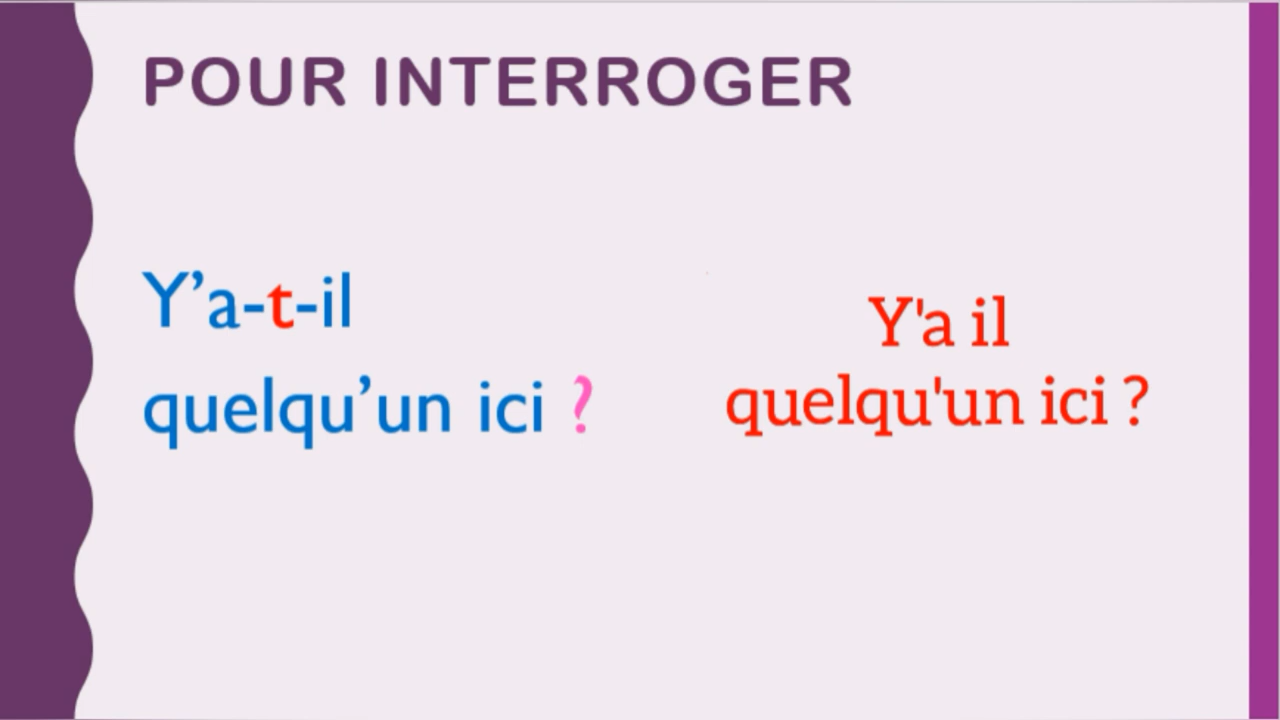 POUR INTERROGER
Y’a-t-il
quelqu’un ici ?
Y'a il
quelqu'un ici ?